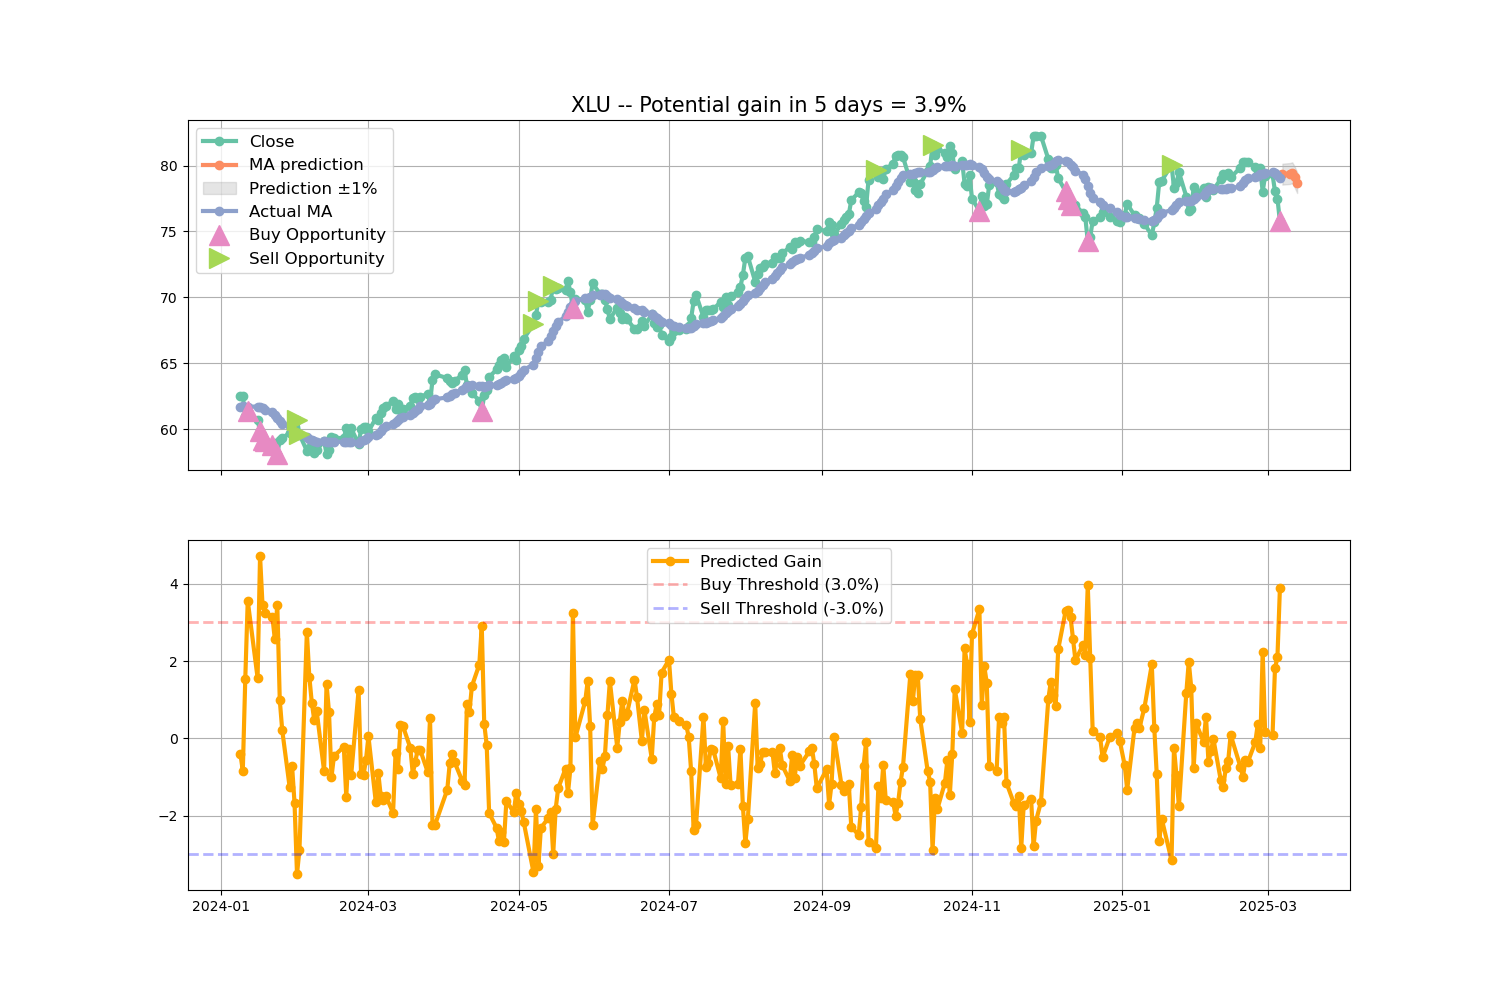 XLU -- Potential gain in 5 days = 3.9%
Close
MA prediction
Prediction ±1%
Actual MA
Buy Opportunity
Sell Opportunity
80
75
70
65
60
Predicted Gain
Buy Threshold (3.0%)
Sell Threshold (-3.0%)
4
2
0
−2
2024-01
2024-03
2024-05
2024-07
2024-09
2024-11
2025-01
2025-03